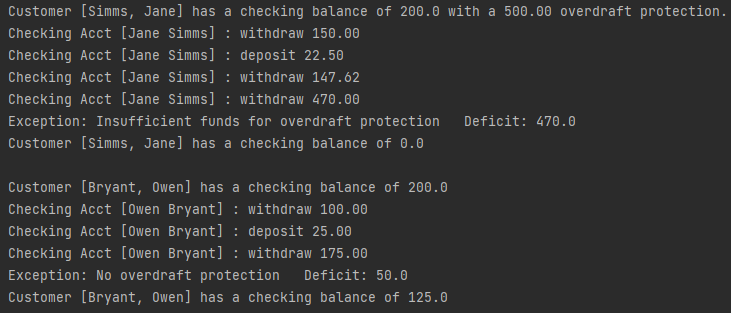 Customer [Simms, Jane] has a checking balance of 200.0 with a 500.00 overdraft protection.
Checking Acct [Jane Simms] : withdraw 150.00
Checking Acct [Jane Simms] : deposit 22.50
Checking Acct [Jane Simms] : withdraw 147.62
Checking Acct [Jane Simms] : withdraw 470.00
Exception: Insufficient funds for overdraft protection   Deficit: 470.0
Customer [Simms, Jane] has a checking balance of 0.0

Customer [Bryant, Owen] has a checking balance of 200.0
Checking Acct [Owen Bryant] : withdraw 100.00
Checking Acct [Owen Bryant] : deposit 25.00
Checking Acct [Owen Bryant] : withdraw 175.00
Exception: No overdraft protection   Deficit: 50.0
Customer [Bryant, Owen] has a checking balance of 125.0